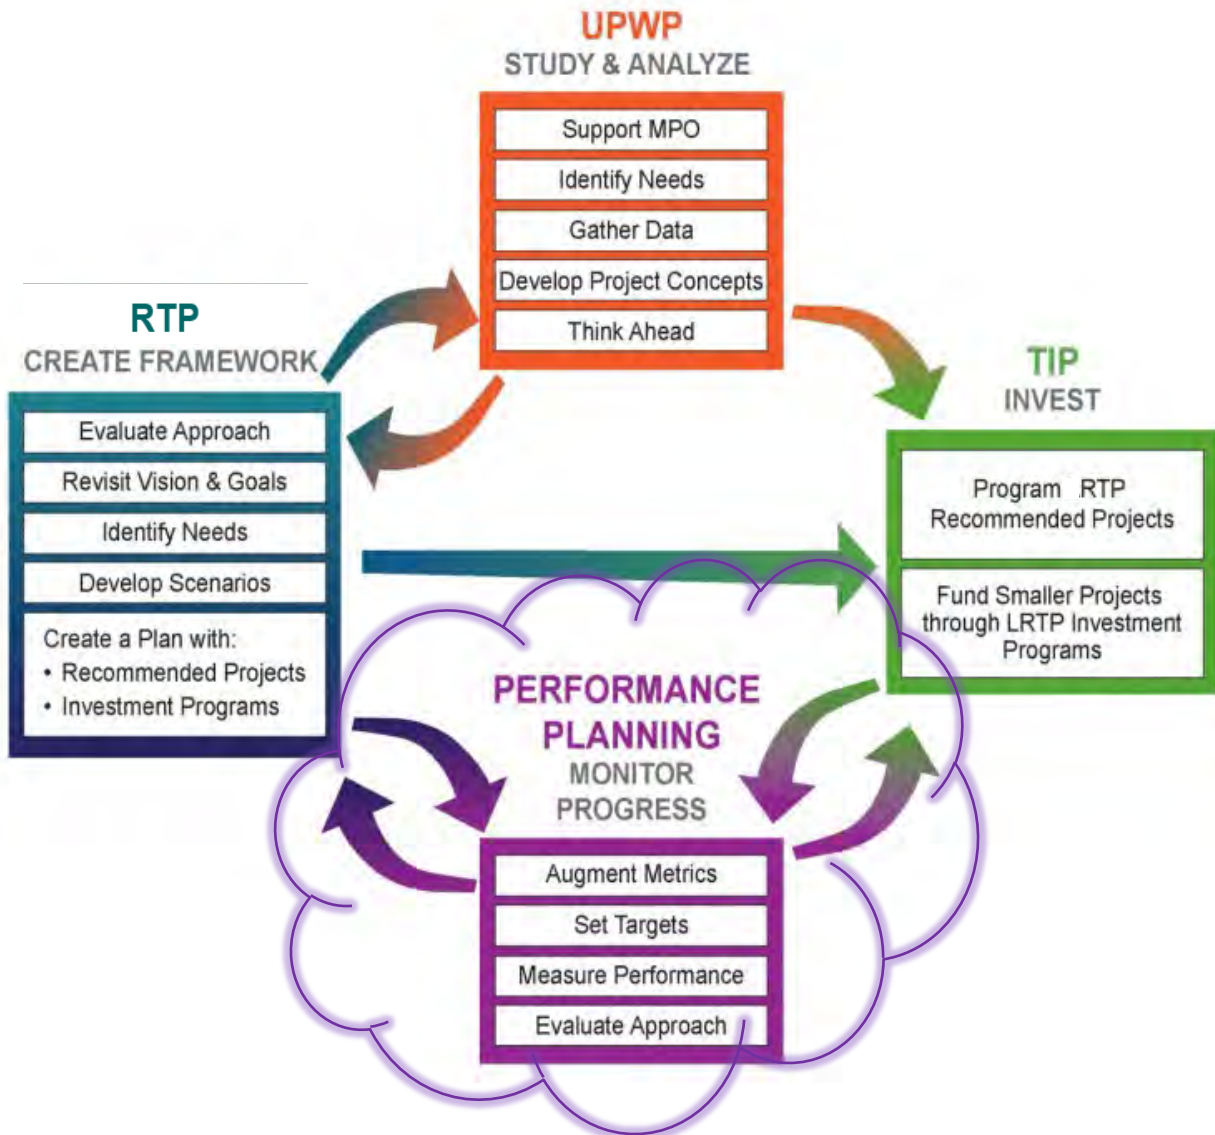 UPWP
STUDY & ANALYZE
Support MPO
Identify Needs
Gather Data
Develop Project Concepts
Think Ahead
RTP
CREATE FRAMEWORK
Evaluate Approach
Revisit Vision & Goals
Identify Needs
Develop Scenarios
Create a Plan with:
• Recommended Projects
• Investment Programs
TIP
INVEST
Program RTP
Recommended Projects
Fund Smaller Projects
through LRTP Investment
Programs
PERFORMANCE
PLANNING
MONITOR
PROGRESS
Augment Metrics
Set Targets
Measure Performance
Evaluate Approach